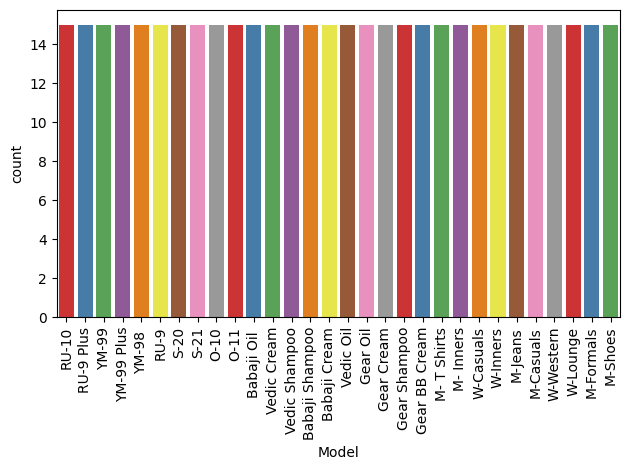 14
12
10
8
6
4
2
0
count
RU-10
RU-9 Plus
YM-99
YM-99 Plus
YM-98
RU-9
S-20
S-21
O-10
O-11
Babaji Oil
Vedic Cream
Vedic Shampoo
Babaji Shampoo
Babaji Cream
Vedic Oil
Gear Oil
Gear Cream
Gear Shampoo
Gear BB Cream
M- T Shirts
M- Inners
W-Casuals
W-Inners
M-Jeans
M-Casuals
W-Western
W-Lounge
M-Formals
M-Shoes
Model